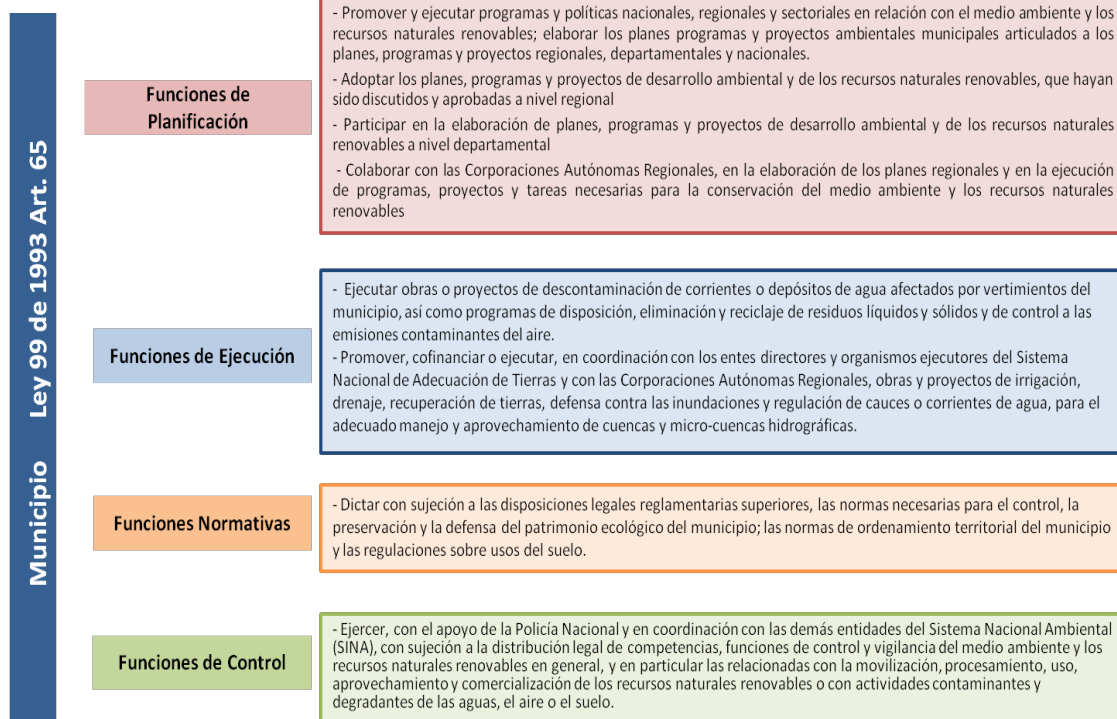 Municipio Ley 99 de 1993 Art. 65
Funciones de
Planificación
- Promover y ejecutar programas y políticas nacionales, regionales y sectoriales en relación con el medio ambiente y los
recursos naturales renovables; elaborar los planes programas y proyectos ambientales municipales articulados a los
planes, programas y proyectos regionales, departamentales y nacionales.
- Adoptar los planes, programas y proyectos de desarrollo ambiental y de los recursos naturales renovables, que hayan
sido discutidos y aprobadas a nivel regional
- Participar en la elaboración de planes, programas y proyectos de desarrollo ambiental y de los recursos naturales
renovables a nivel departamental
- Colaborar con las Corporaciones Autónomas Regionales, en la elaboración de los planes regionales y en la ejecución
de programas, proyectos y tareas necesarias para la conservación del medio ambiente y los recursos naturales
renovables
Funciones de Ejecución
- Ejecutar obras o proyectos de descontaminación de corrientes o depósitos de agua afectados por vertimientos del
municipio, así como programas de disposición, eliminación y reciclaje de residuos líquidos y sólidos y de control a las
emisiones contaminantes del aire.
- Promover, cofinanciar o ejecutar, en coordinación con los entes directores y organismos ejecutores del Sistema
Nacional de Adecuación de Tierras y con las Corporaciones Autónomas Regionales, obras y proyectos de irrigación,
drenaje, recuperación de tierras, defensa contra las inundaciones y regulación de cauces o corrientes de agua, para el
adecuado manejo y aprovechamiento de cuencas y micro-cuencas hidrográficas.
Funciones Normativas
- Dictar con sujeción a las disposiciones legales reglamentarias superiores, las normas necesarias para el control, la
preservación y la defensa del patrimonio ecológico del municipio; las normas de ordenamiento territorial del municipio
y las regulaciones sobre usos del suelo.
Funciones de Control
- Ejercer, con el apoyo de la Policía Nacional y en coordinación con las demás entidades del Sistema Nacional Ambiental
(SINA), con sujeción a la distribución legal de competencias, funciones de control y vigilancia del medio ambiente y los
recursos naturales renovables en general, y en particular las relacionadas con la movilización, procesamiento, uso,
aprovechamiento y comercialización de los recursos naturales renovables o con actividades contaminantes y
degradantes de las aguas, el aire o el suelo.